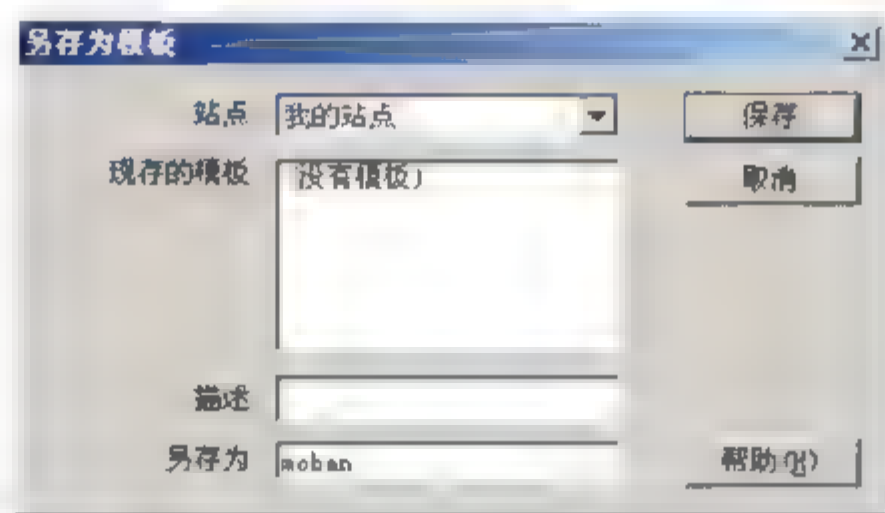 另存为模板
站点 我的站点 保存
现存的模板 (没有模板) 取消
描述
另存为 moban 帮助(H)